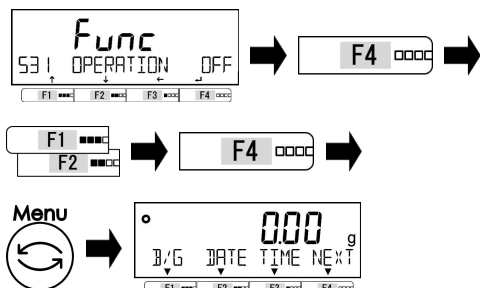 Func
531 OPERATION OFF
↑ ↓ ← ↵
F1 F2 F3 F4
F4
F1
F2
F4
Menu
0.00 g
B/G DATE TIME NEXT
F1 F2 F3 F4